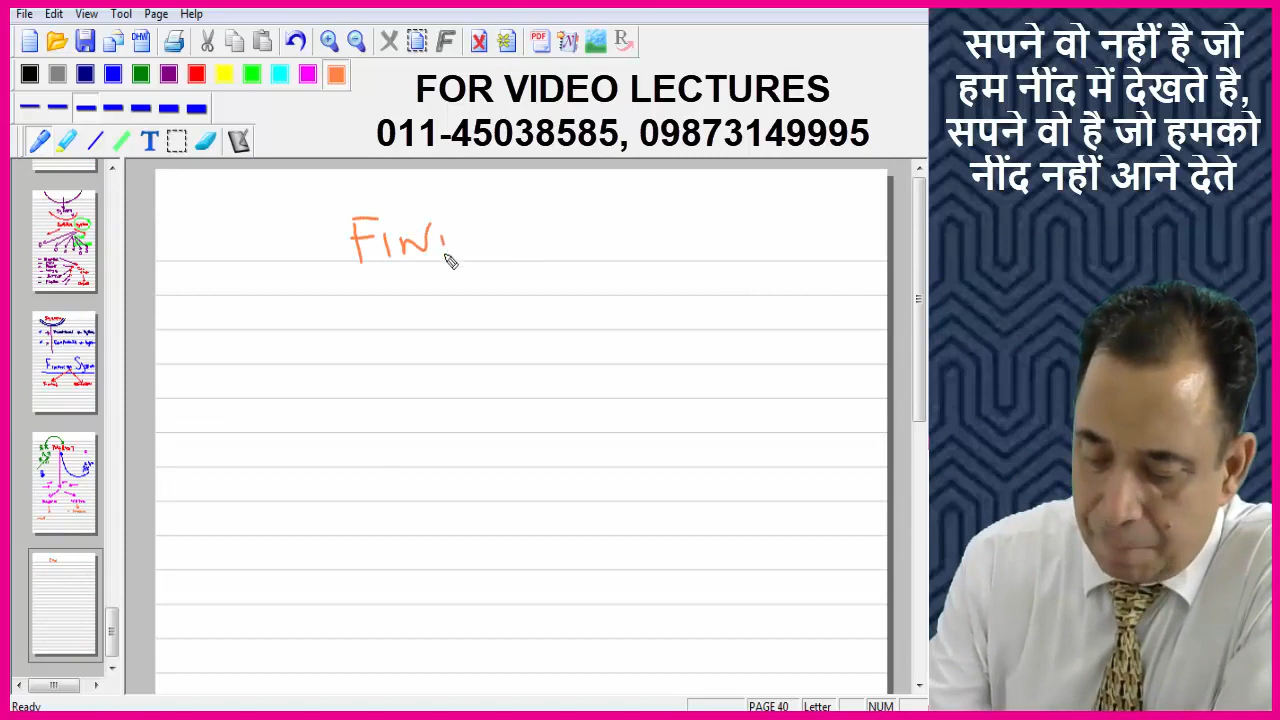 File Edit View Tool Page Help
FOR VIDEO LECTURES
011-45038585, 09873149995
सपने वो नहीं है जो
हम नींद में देखते है,
सपने वो है जो हमको
नींद नहीं आने देते
FIN
Ready PAGE 40 Letter NUM